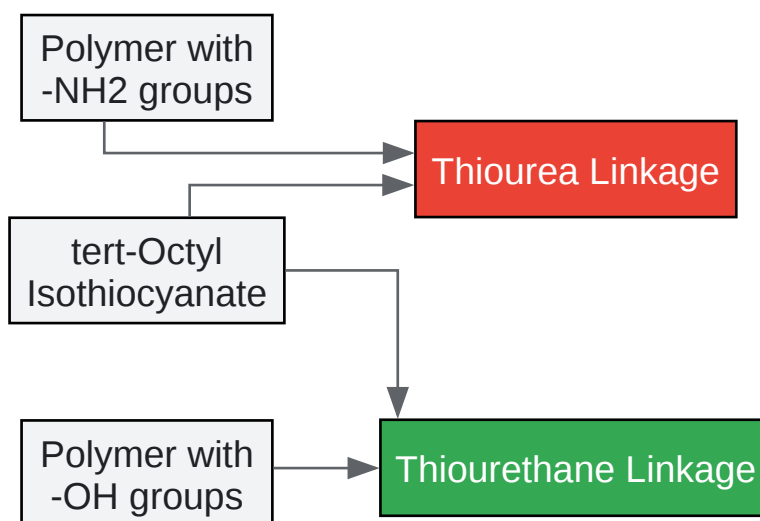 Polymer with
-NH2 groups
Thiourea Linkage
tert-Octyl
Isothiocyanate
Polymer with
-OH groups
Thiourethane Linkage